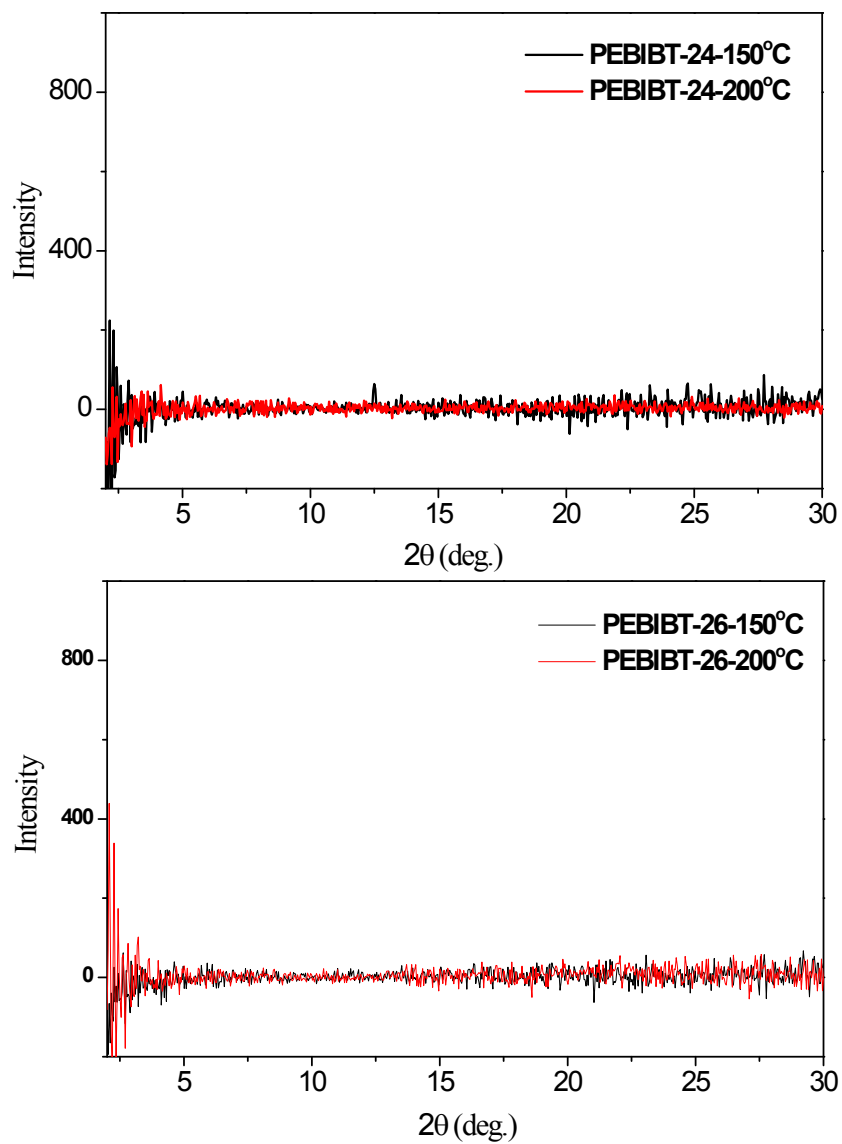 PEBIBT-24-150°C
PEBIBT-24-200°C
800
400
0
Intensity
5 10 15 20 25 30
2θ (deg.)
PEBIBT-26-150°C
PEBIBT-26-200°C
800
400
0
Intensity
5 10 15 20 25 30
2θ (deg.)